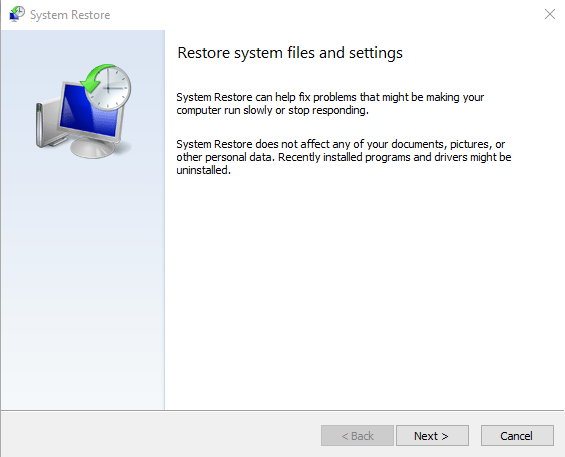 System Restore
Restore system files and settings
System Restore can help fix problems that might be making your
computer run slowly or stop responding.
System Restore does not affect any of your documents, pictures, or
other personal data. Recently installed programs and drivers might be
uninstalled.
< Back
Next >
Cancel